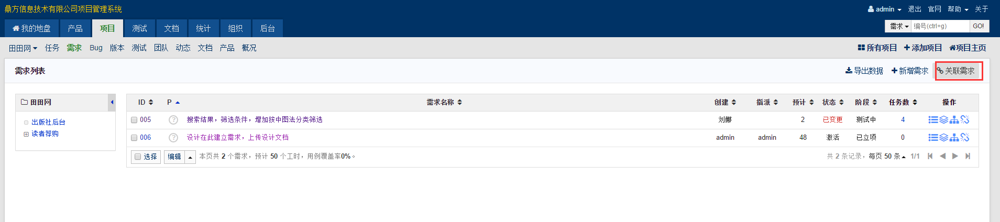 鼎方信息技术有限公司项目管理系统
admin 退出 官网 帮助 关于
我的地盘 产品 项目 测试 文档 统计 组织 后台
需求 编号(ctrl+g) GO!
田田网 任务 需求 Bug 版本 测试 团队 动态 文档 产品 概况
所有项目 添加项目 项目主页
需求列表
导出数据 新增需求 关联需求
田田网
出版社后台
读者荐购
ID P 需求名称 创建 指派 预计 状态 阶段 任务数 操作
005 ? 搜索结果，筛选条件，增加按中图法分类筛选 刘娜 2 已变更 测试中 4
006 ? 设计在此建立需求，上传设计文档 admin admin 48 激活 已立项 0
选择 编辑 本页共 2 个需求，预计 50 个工时，用例覆盖率0%。
共 2 条记录，每页 50 条 1/1